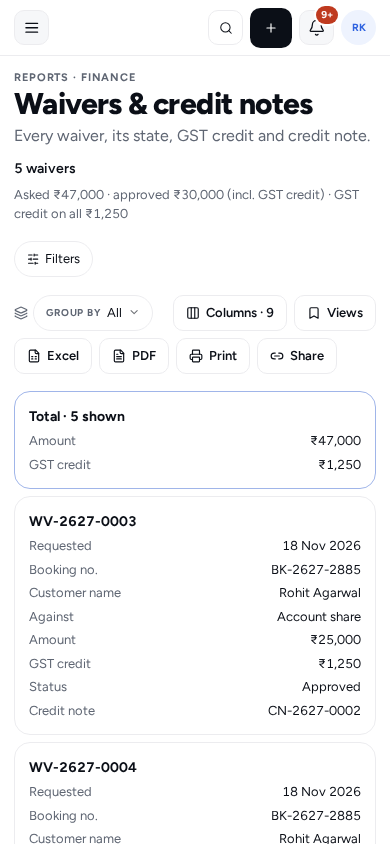 9+
RK
REPORTS · FINANCE
Waivers & credit notes
Every waiver, its state, GST credit and credit note.
5 waivers
Asked ₹47,000 · approved ₹30,000 (incl. GST credit) · GST
credit on all ₹1,250
Filters
GROUP BY All
Columns · 9
Views
Excel
PDF
Print
Share
Total · 5 shown
Amount ₹47,000
GST credit ₹1,250
WV-2627-0003
Requested 18 Nov 2026
Booking no. BK-2627-2885
Customer name Rohit Agarwal
Against Account share
Amount ₹25,000
GST credit ₹1,250
Status Approved
Credit note CN-2627-0002
WV-2627-0004
Requested 18 Nov 2026
Booking no. BK-2627-2885
Customer name Rohit Agarwal